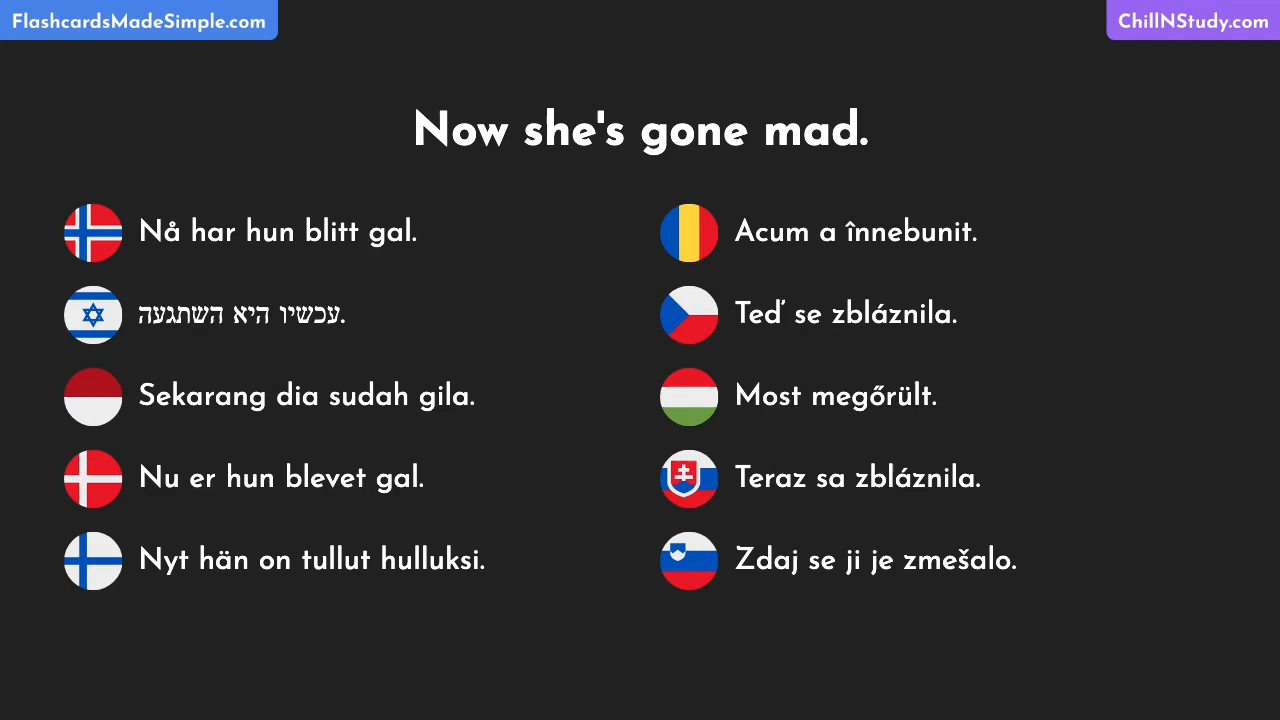 FlashcardsMadeSimple.com
ChillNStudy.com
Now she's gone mad.
Nå har hun blitt gal.
עכשיו היא השתגעה.
Sekarang dia sudah gila.
Nu er hun blevet gal.
Nyt hän on tullut hulluksi.
Acum a înnebunit.
Teď se zbláznila.
Most megőrült.
Teraz sa zbláznila.
Zdaj se ji je zmešalo.